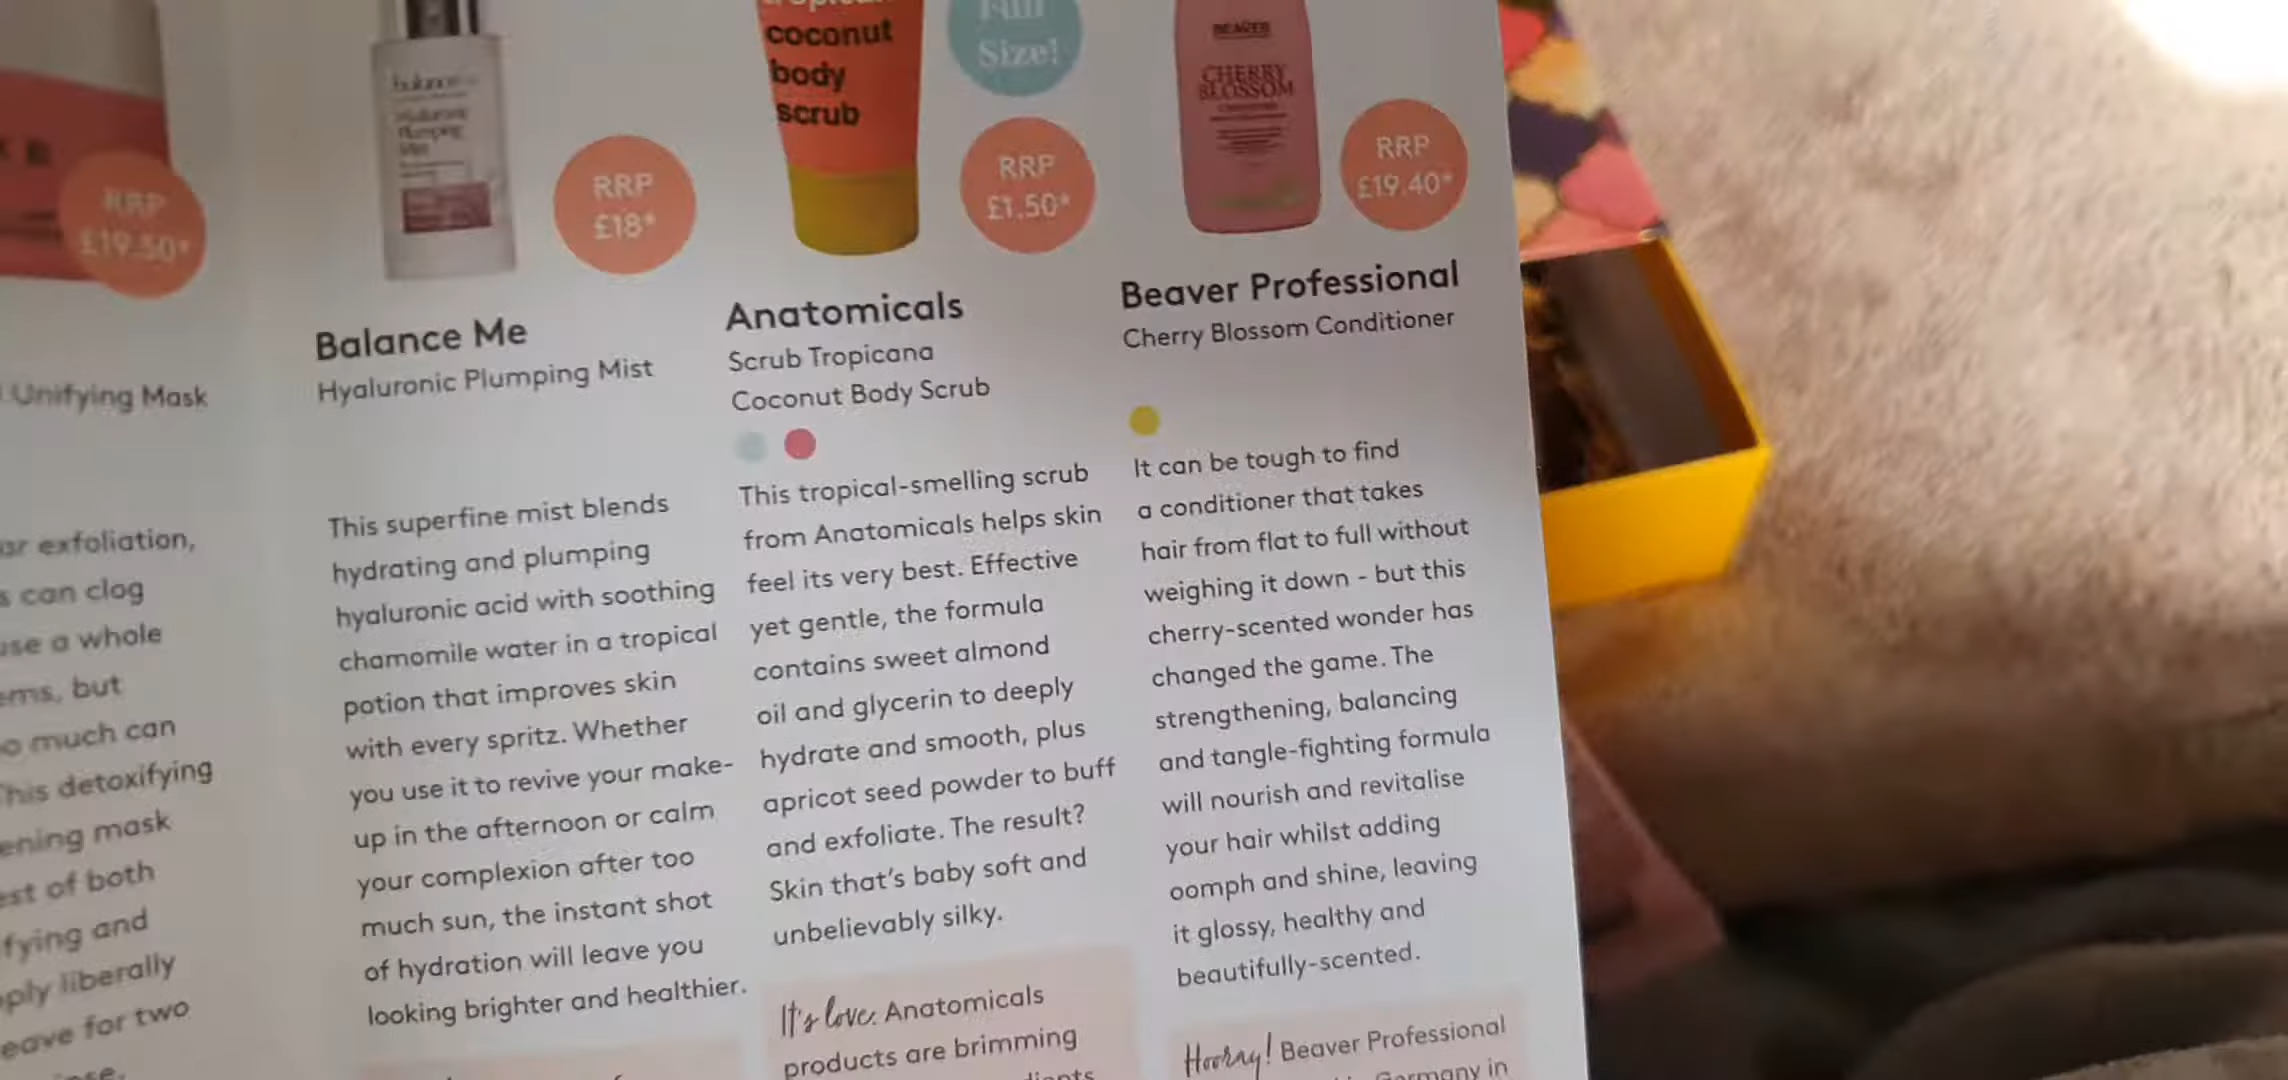 RRP
£19.50*
Unifying Mask
exfoliation,
can clog
a whole
but
much can
This detoxifying
mask
of both
and
liberally
for two
RRP
£18*
Balance Me
Hyaluronic Plumping Mist
This superfine mist blends
hydrating and plumping
hyaluronic acid with soothing
chamomile water in a tropical
potion that improves skin
with every spritz. Whether
you use it to revive your make-
up in the afternoon or calm
your complexion after too
much sun, the instant shot
of hydration will leave you
looking brighter and healthier.
coconut
body
scrub
Size!
RRP
£1.50*
Anatomicals
Scrub Tropicana
Coconut Body Scrub
This tropical-smelling scrub
from Anatomicals helps skin
feel its very best. Effective
yet gentle, the formula
contains sweet almond
oil and glycerin to deeply
hydrate and smooth, plus
apricot seed powder to buff
and exfoliate. The result?
Skin that's baby soft and
unbelievably silky.
It's love. Anatomicals
products are brimming
BEAVER
CHERRY
BLOSSOM
RRP
£19.40*
Beaver Professional
Cherry Blossom Conditioner
It can be tough to find
a conditioner that takes
hair from flat to full without
weighing it down - but this
cherry-scented wonder has
changed the game. The
strengthening, balancing
and tangle-fighting formula
will nourish and revitalise
your hair whilst adding
oomph and shine, leaving
it glossy, healthy and
beautifully-scented.
Hooray! Beaver Professional
Germany in